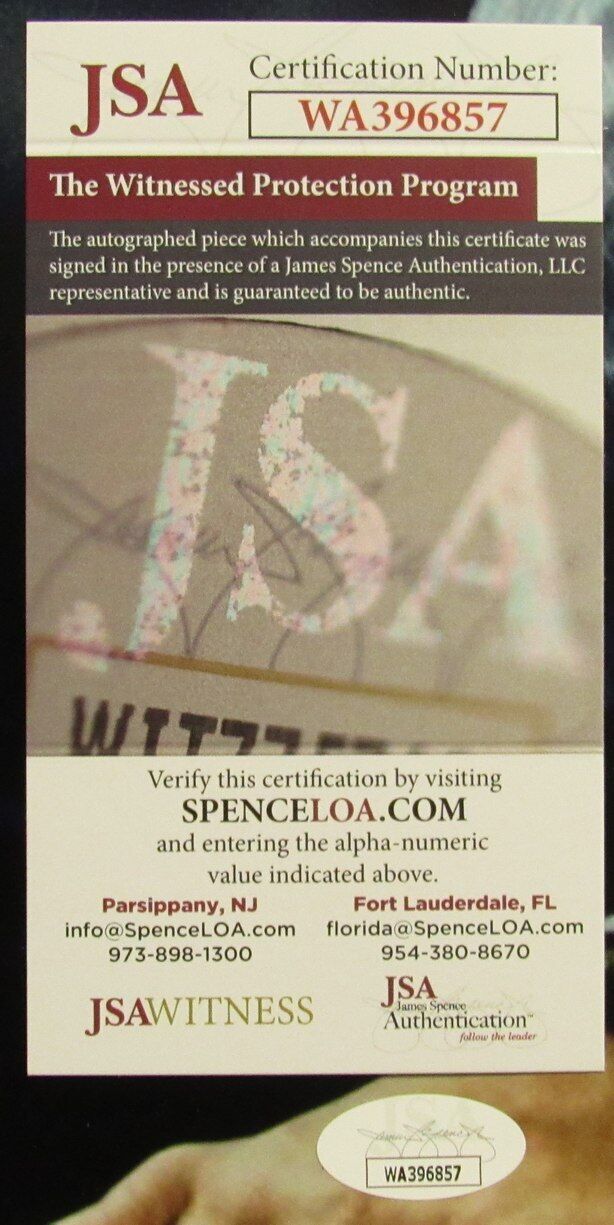 JSA
Certification Number:
WA396857
The Witnessed Protection Program
The autographed piece which accompanies this certificate was
signed in the presence of a James Spence Authentication, LLC
representative and is guaranteed to be authentic.
JSA
Verify this certification by visiting
SPENCELOA.COM
and entering the alpha-numeric
value indicated above.
Parsippany, NJ
info@SpenceLOA.com
973-898-1300
Fort Lauderdale, FL
florida@SpenceLOA.com
954-380-8670
JSAWITNESS
JSA
James Spence
Authentication™
follow the leader
JSA
WA396857